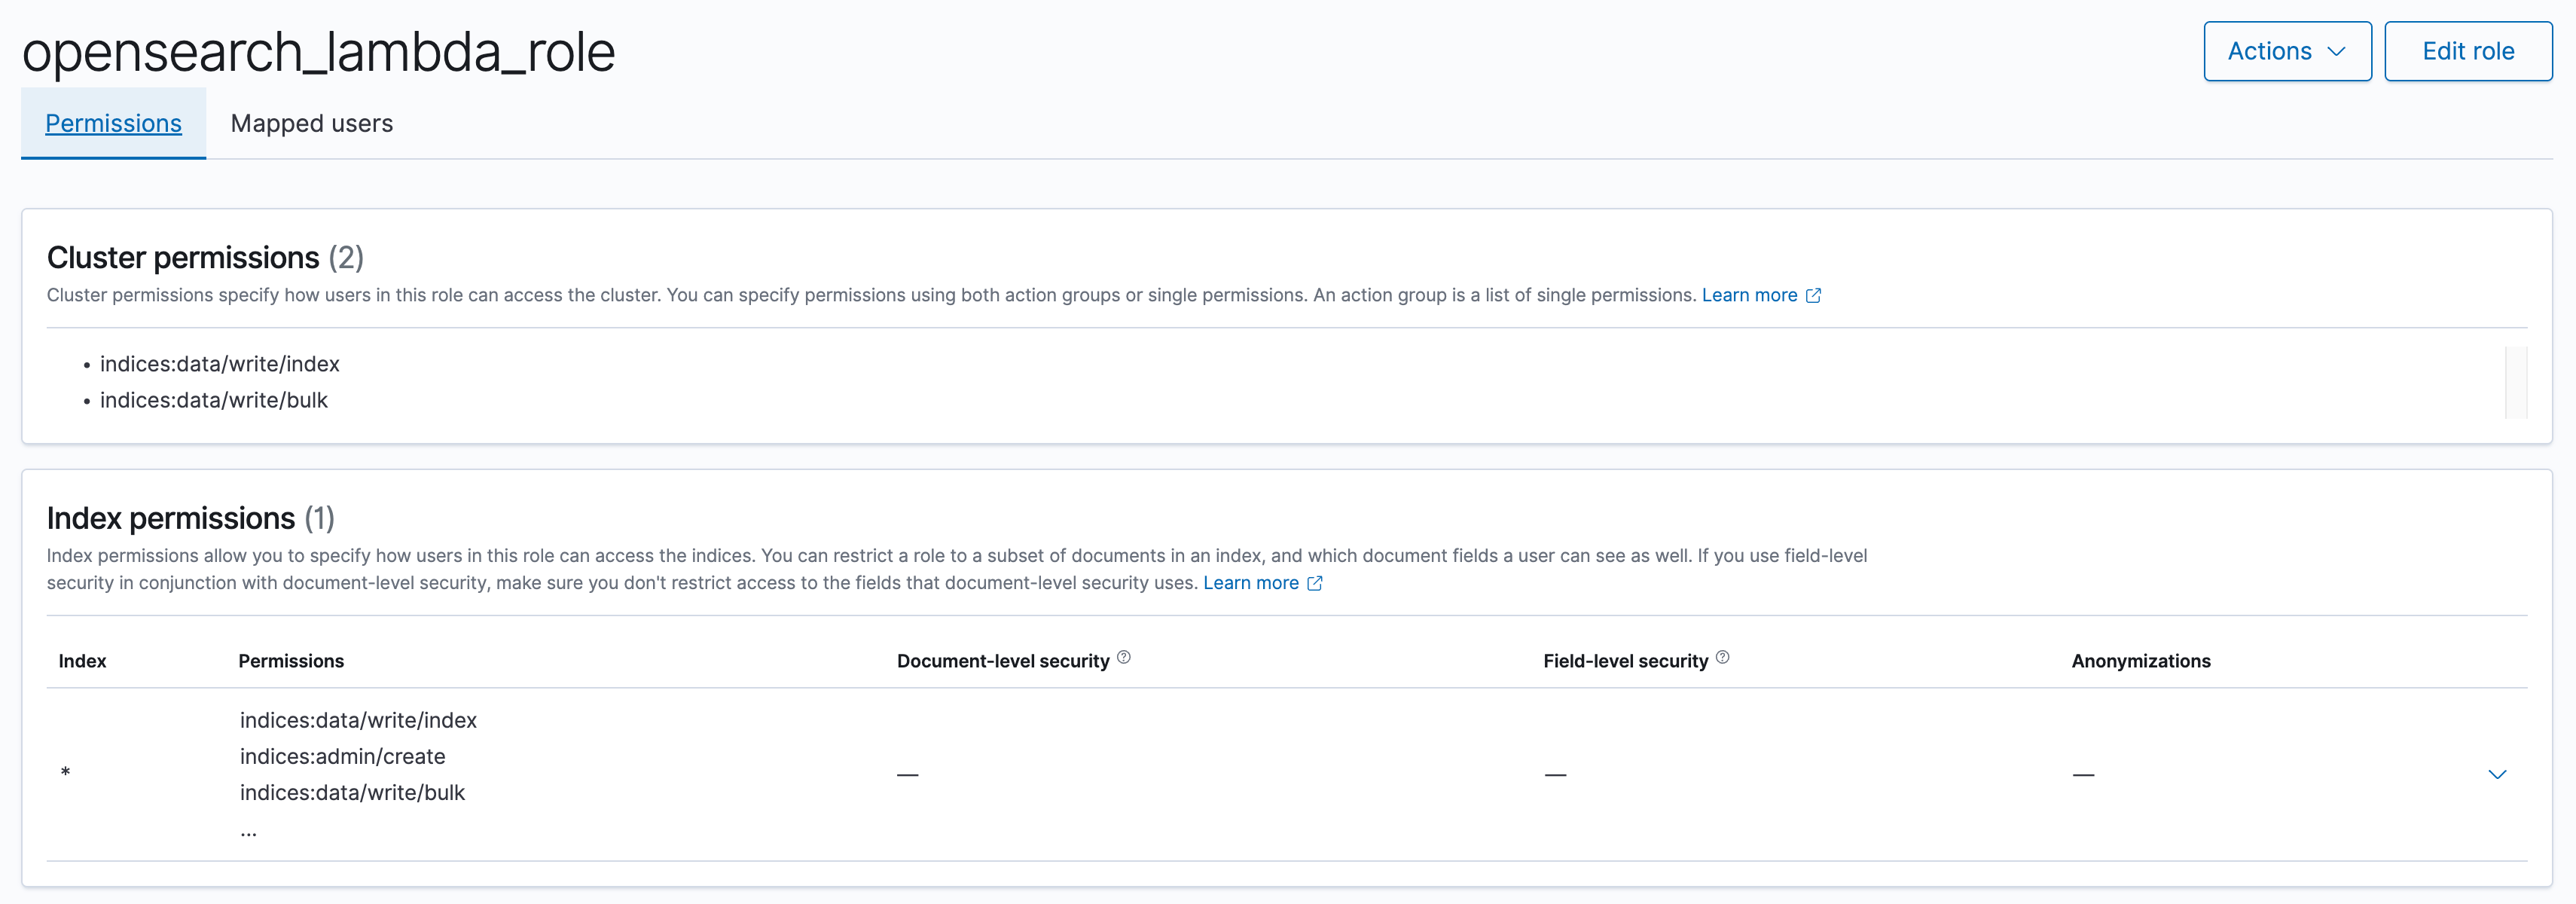 opensearch_lambda_role
Actions
Edit role
Permissions
Mapped users
Cluster permissions (2)
Cluster permissions specify how users in this role can access the cluster. You can specify permissions using both action groups or single permissions. An action group is a list of single permissions. Learn more
• indices:data/write/index
• indices:data/write/bulk
Index permissions (1)
Index permissions allow you to specify how users in this role can access the indices. You can restrict a role to a subset of documents in an index, and which document fields a user can see as well. If you use field-level
security in conjunction with document-level security, make sure you don't restrict access to the fields that document-level security uses. Learn more
Index
Permissions
Document-level security
Field-level security
Anonymizations
*
indices:data/write/index
indices:admin/create
indices:data/write/bulk
...
—
—
—